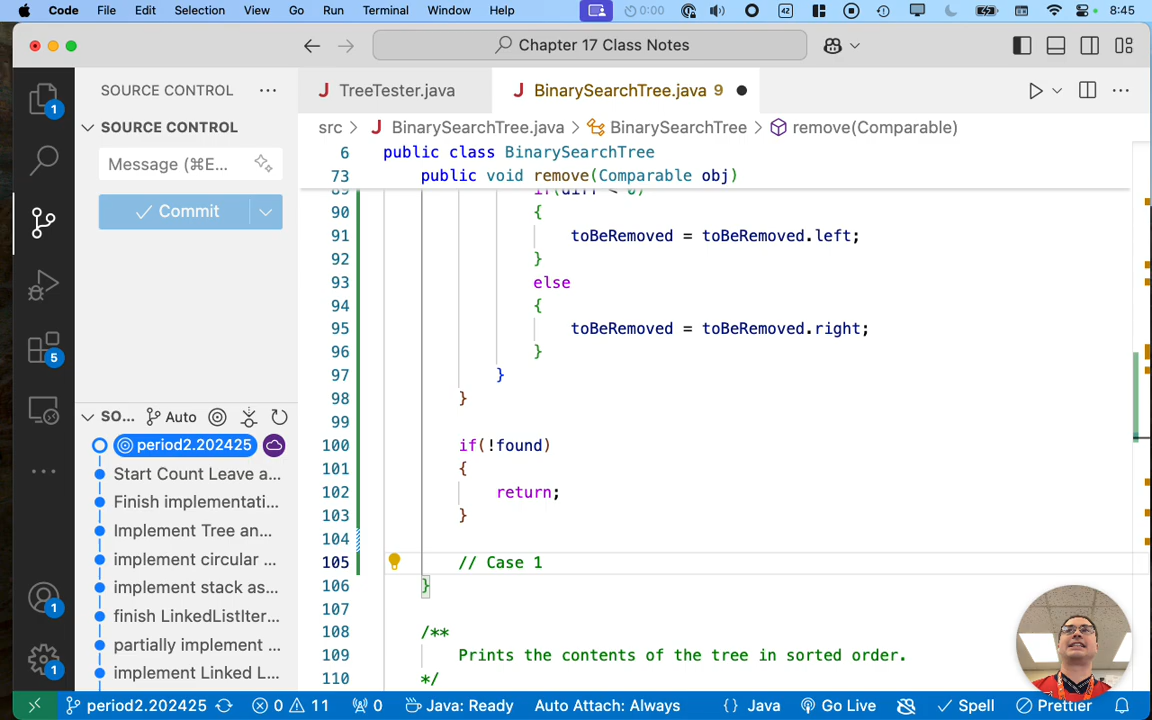 Code File Edit Selection View Go Run Terminal Window Help 0:00 42 8:45
Chapter 17 Class Notes
SOURCE CONTROL
TreeTester.java
BinarySearchTree.java 9
SOURCE CONTROL
src > BinarySearchTree.java > BinarySearchTree > remove(Comparable)
Message (⌘E...
6 public class BinarySearchTree
73 public void remove(Comparable obj)
89 if(diff < 0)
Commit
90 {
91 toBeRemoved = toBeRemoved.left;
92 }
93 else
94 {
95 toBeRemoved = toBeRemoved.right;
96 }
97 }
98 }
99
100 if(!found)
101 {
102 return;
103 }
104
105 // Case 1
106 }
107
108 /**
109 Prints the contents of the tree in sorted order.
110 */
1
5
1
1
SO... Auto
period2.202425
Start Count Leave a...
Finish implementati...
Implement Tree an...
implement circular ...
implement stack as...
finish LinkedListIter...
partially implement ...
implement Linked L...
period2.202425 0 11 0 Java: Ready Auto Attach: Always {} Java Go Live Spell Prettier